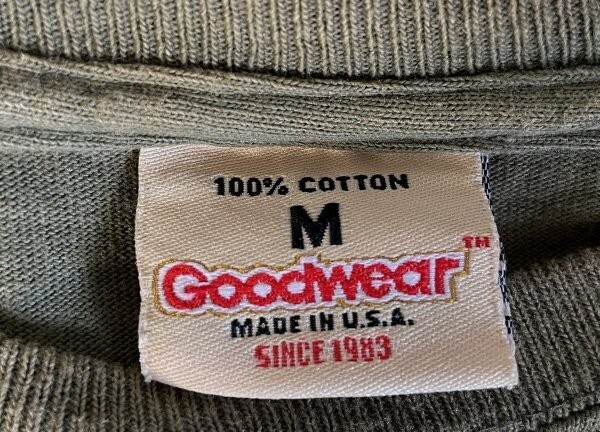 100% COTTON
M
Goodwear™
MADE IN U.S.A.
SINCE 1983